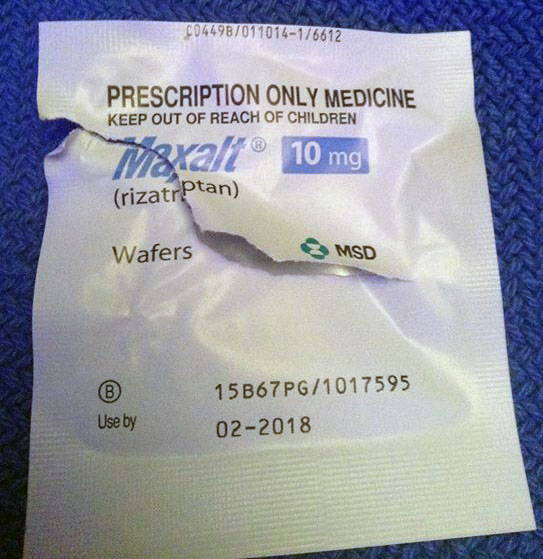 C0449B/011014-1/6612
PRESCRIPTION ONLY MEDICINE
KEEP OUT OF REACH OF CHILDREN
Maxalt® 10 mg
(rizatriptan)
Wafers
MSD
B 15B67PG/1017595
Use by 02-2018